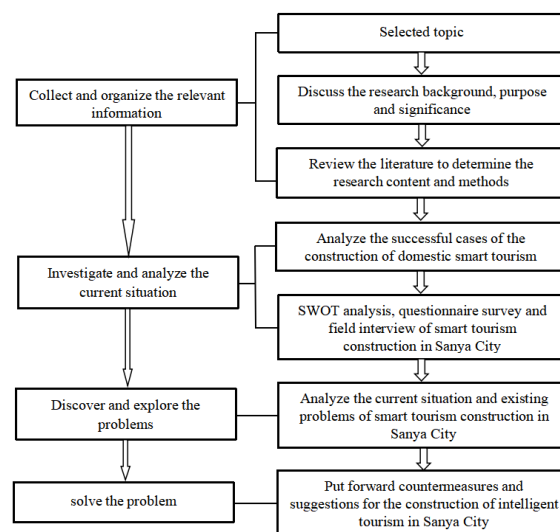 Selected topic
Collect and organize the relevant
information
Discuss the research background, purpose
and significance
Review the literature to determine the
research content and methods
Analyze the successful cases of the
construction of domestic smart tourism
Investigate and analyze the
current situation
SWOT analysis, questionnaire survey and
field interview of smart tourism
construction in Sanya City
Discover and explore the
problems
Analyze the current situation and existing
problems of smart tourism construction in
Sanya City
solve the problem
Put forward countermeasures and
suggestions for the construction of intelligent
tourism in Sanya City